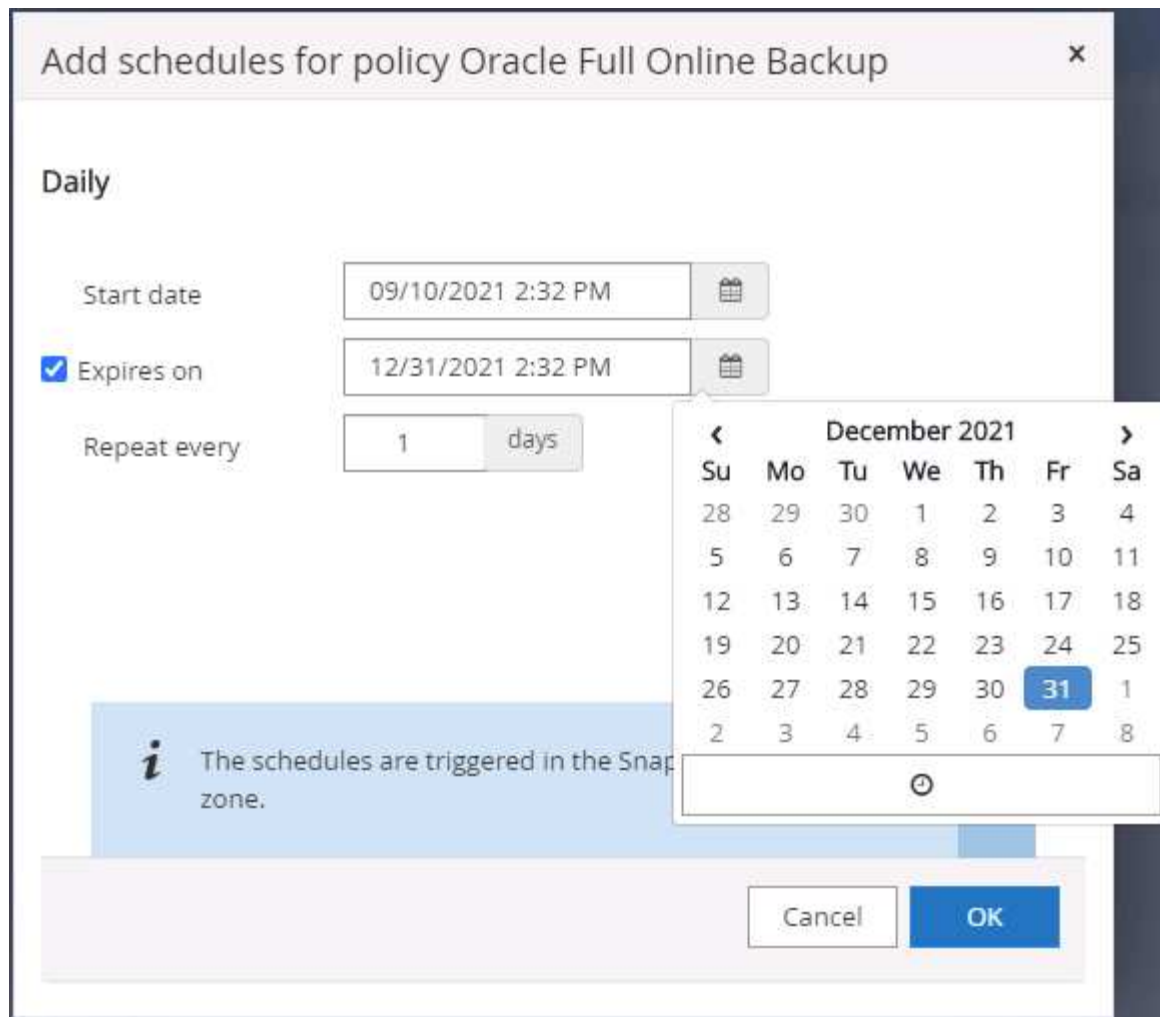 Add schedules for policy Oracle Full Online Backup ×
Daily
Start date 09/10/2021 2:32 PM
Expires on 12/31/2021 2:32 PM
Repeat every 1 days
‹ December 2021 ›
Su Mo Tu We Th Fr Sa
28 29 30 1 2 3 4
5 6 7 8 9 10 11
12 13 14 15 16 17 18
19 20 21 22 23 24 25
26 27 28 29 30 31 1
2 3 4 5 6 7 8
i The schedules are triggered in the Snap
zone.
Cancel OK